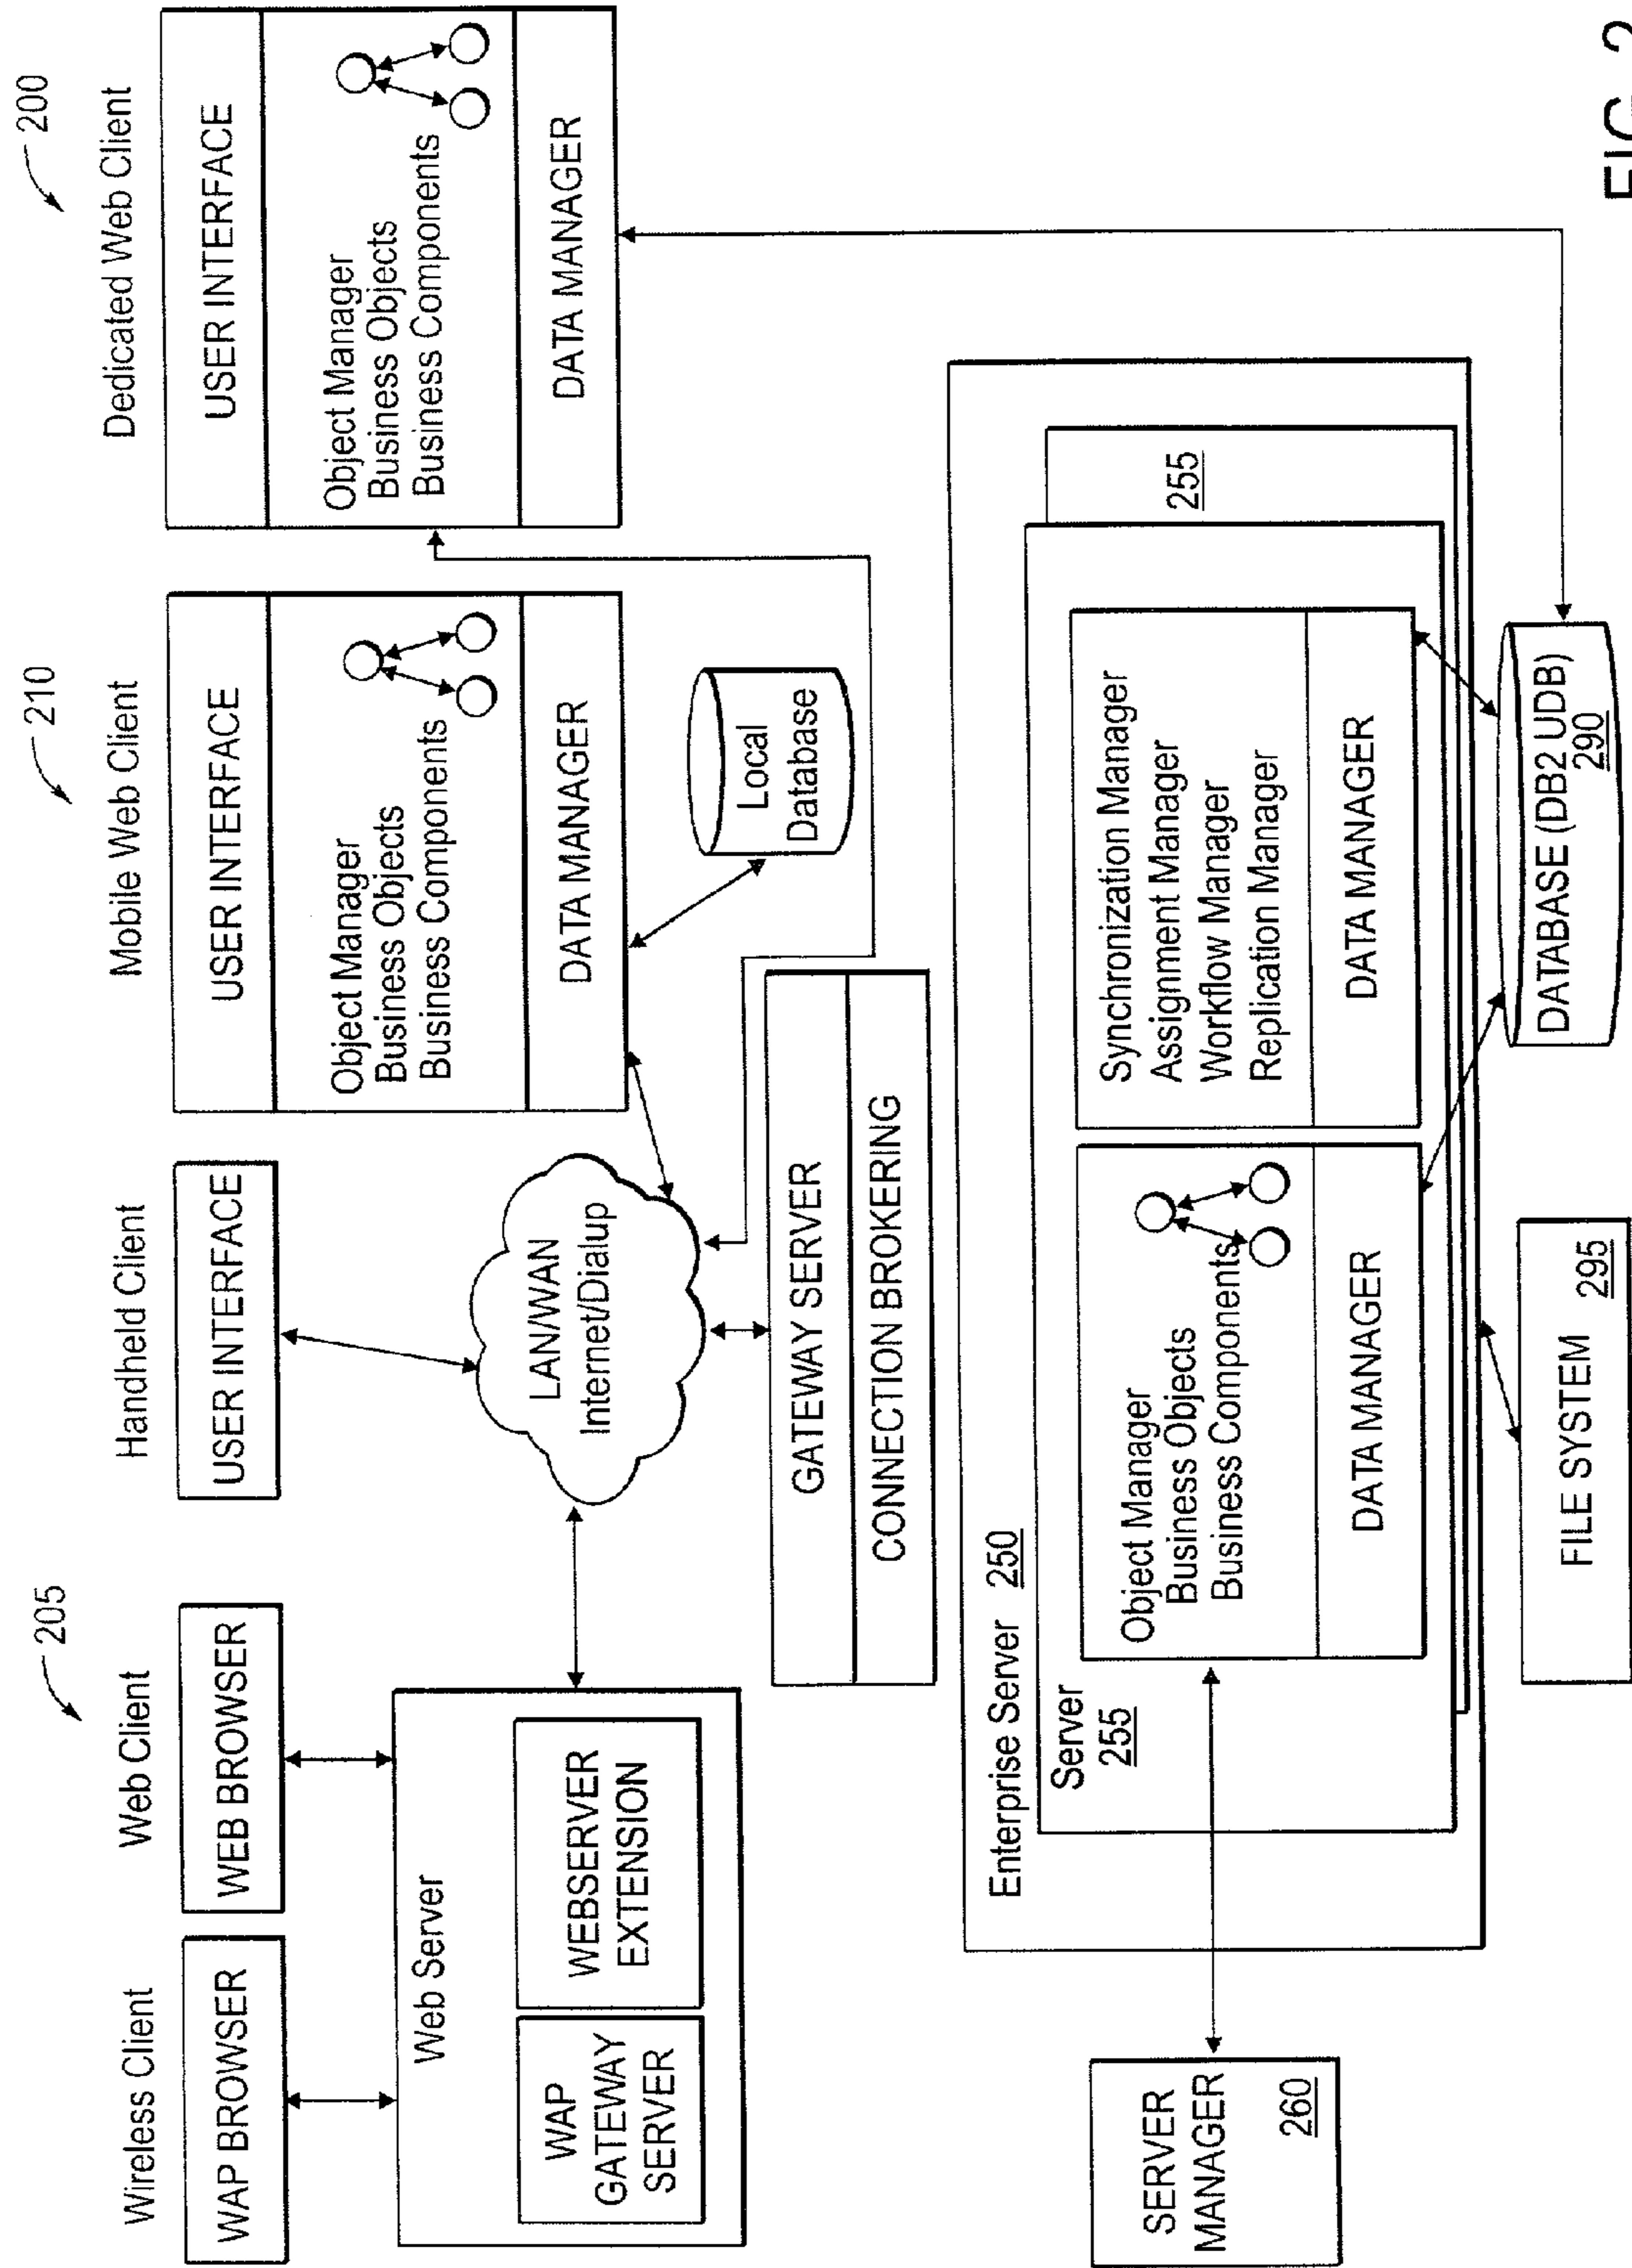 Wireless Client
WAP BROWSER
Web Client
205
WEB BROWSER
Handheld Client
USER INTERFACE
Mobile Web Client
210
USER INTERFACE
Object Manager
Business Objects
Business Components
DATA MANAGER
Dedicated Web Client
200
USER INTERFACE
Object Manager
Business Objects
Business Components
DATA MANAGER
Web Server
WAP
GATEWAY
SERVER
WEBSERVER
EXTENSION
LAN/WAN
Internet/Dialup
Local
Database
GATEWAY SERVER
CONNECTION BROKERING
Enterprise Server 250
Server
255
Object Manager
Business Objects
Business Components
DATA MANAGER
Synchronization Manager
Assignment Manager
Workflow Manager
Replication Manager
DATA MANAGER
255
SERVER
MANAGER
260
FILE SYSTEM
295
DATABASE (DB2 UDB)
290
FIG. 2